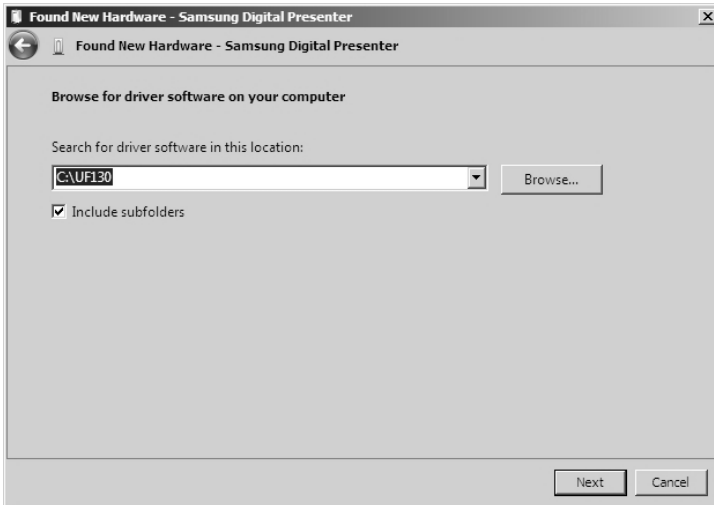 Found New Hardware - Samsung Digital Presenter
Found New Hardware - Samsung Digital Presenter
Browse for driver software on your computer
Search for driver software in this location:
C:\UF130
Browse...
Include subfolders
Next
Cancel